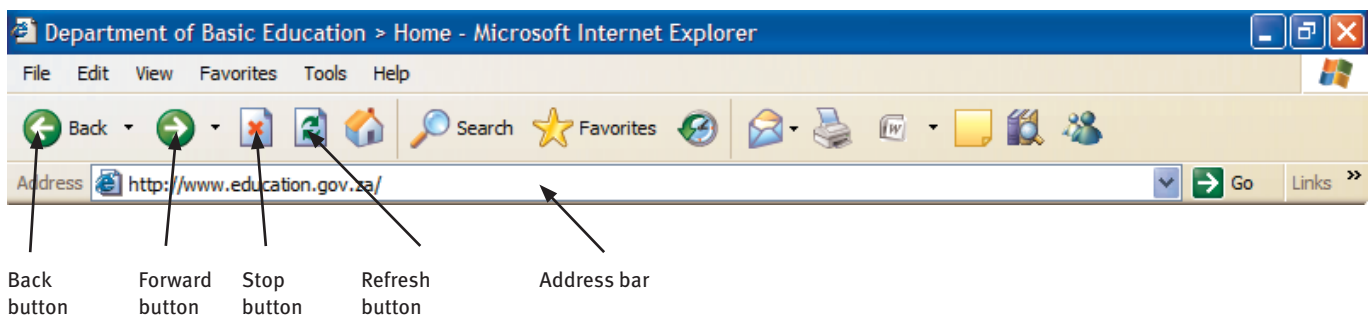 Department of Basic Education > Home - Microsoft Internet Explorer
File Edit View Favorites Tools Help
Back Search Favorites W
Address http://www.education.gov.za/ Go Links »
Back button
Forward button
Stop button
Refresh button
Address bar